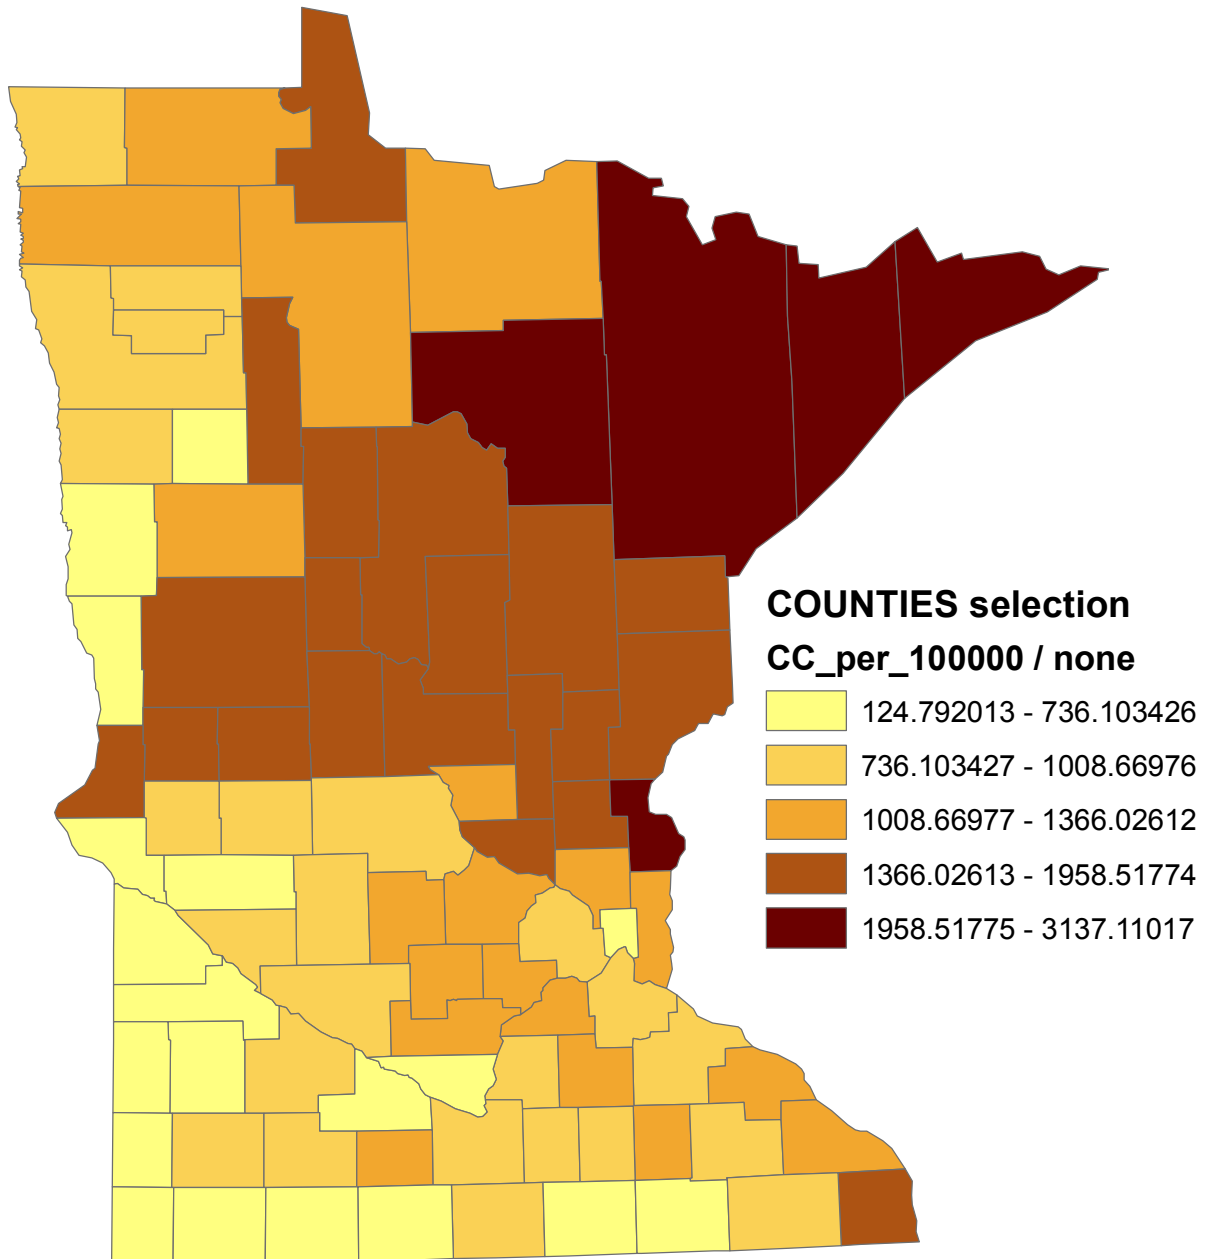 COUNTIES selection
CC_per_100000 / none
124.792013 - 736.103426
736.103427 - 1008.66976
1008.66977 - 1366.02612
1366.02613 - 1958.51774
1958.51775 - 3137.11017